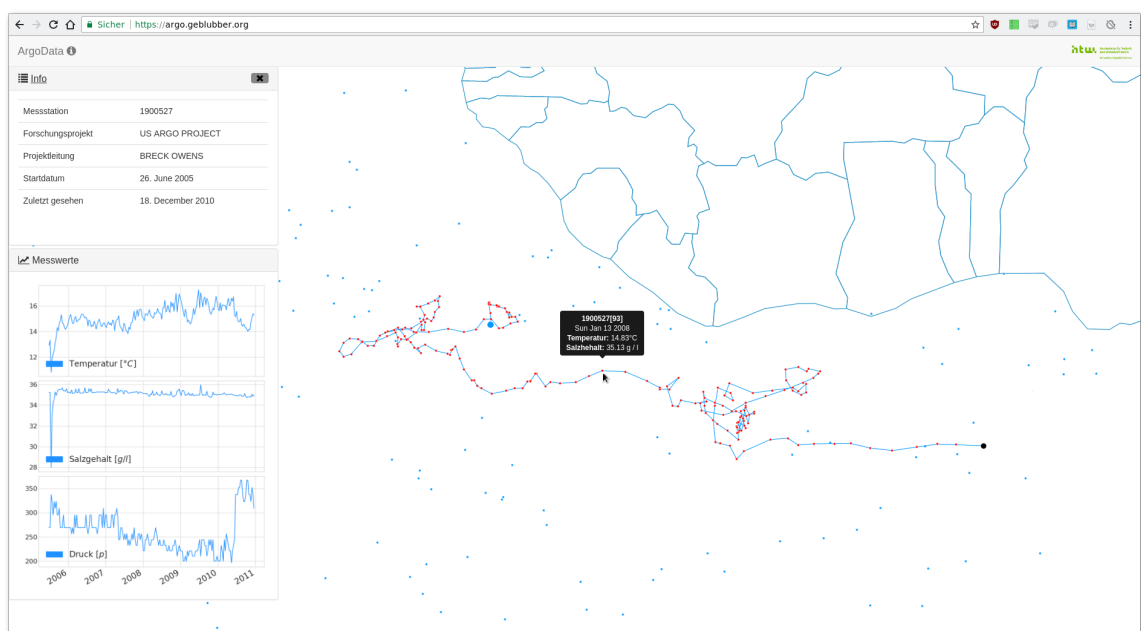 Sicher | https://argo.geblubber.org
ArgoData
htw.
Info
Messstation 1900527
Forschungsprojekt US ARGO PROJECT
Projektleitung BRECK OWENS
Startdatum 26. June 2005
Zuletzt gesehen 18. December 2010
Messwerte
16
14
12
Temperatur [°C]
36
34
32
30
28
Salzgehalt [g/l]
350
300
250
200
Druck [p]
2006 2007 2008 2009 2010 2011
1900527[93]
Sun Jan 13 2008
Temperatur: 14.83°C
Salzhehalt: 35.13 g / l